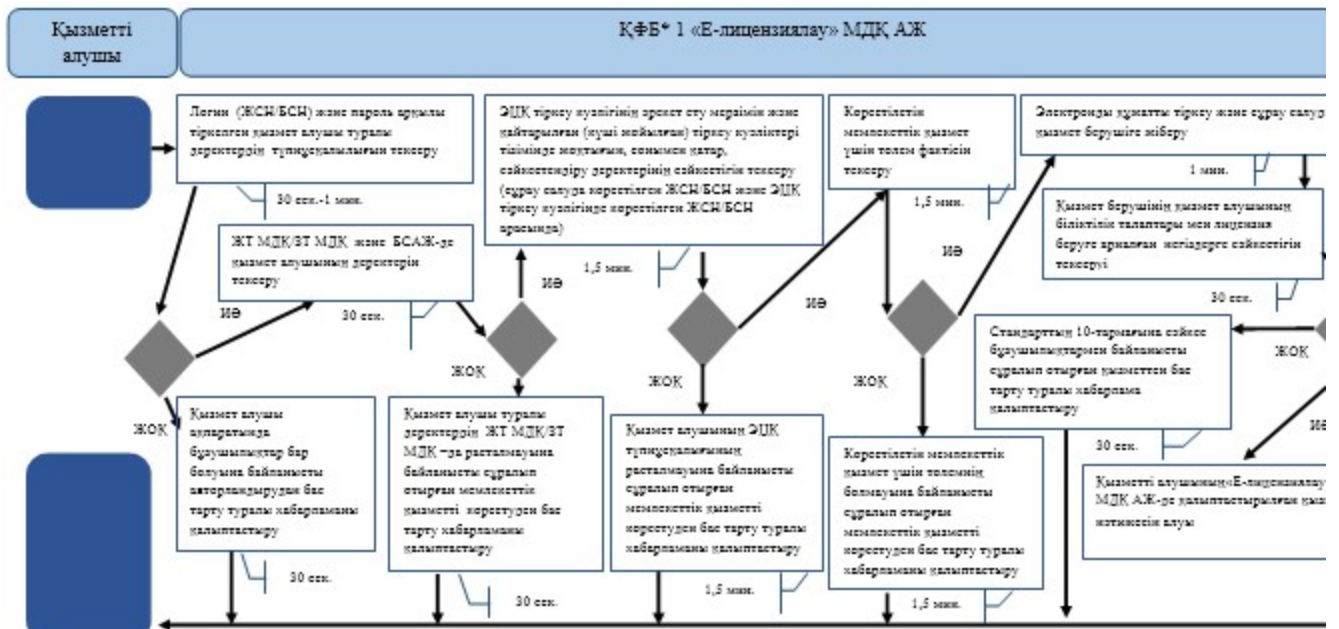 Қызметті
алушы
ҚФБ* 1 «Е-лицензиялау» МДҚ АЖ
Логин (ЖСН/БСН) және пароль арқылы
тіркелген қызмет алушы туралы
деректердің түпнұсқалылығын тексеру
30 сек.-1 мин.
ЭЦҚ тіркеу куәлігінің әрекет ету мерзімін және
қайтарылған (күші жойылған) тіркеу куәліктері
тізімінде жоқтығын, сонымен қатар,
сәйкестендіру деректерінің сәйкестігін тексеру
(сұрау салуда көрсетілген ЖСН/БСН және ЭЦҚ
тіркеу куәлігінде көрсетілген ЖСН/БСН
арасында)
1,5 мин.
Көрсетілетін
мемлекеттік қызмет
үшін төлем фактісін
тексеру
1,5 мин.
Электронды құжатты тіркеу және сұрау салуд
қызмет берушіге жіберу
1 мин.
ЖТ МДҚ/ЗТ МДҚ және БСАЖ-де
қызмет алушының деректерін
тексеру
30 сек.
Қызмет берушінің қызмет алушының
біліктілік талаптары мен лицензия
беруге арналған негіздерге сәйкестігін
тексеруі
30 сек.
ИӘ
ИӘ
ИӘ
ИӘ
ЖОҚ
ЖОҚ
ЖОҚ
ЖОҚ
ЖОҚ
Стандарттың 10-тармағына сәйкес
бұзушылықтармен байланысты
сұралып отырған қызметтен бас
тарту туралы хабарлама
қалыптастыру
30 сек.
ИӘ
Қызмет алушы
ақпаратында
бұзушылықтар бар
болуына байланысты
авторландырудан бас
тарту туралы хабарламаны
қалыптастыру
30 сек.
Қызмет алушы туралы
деректердің ЖТ МДҚ/ЗТ
МДҚ –да расталмауына
байланысты сұралып
отырған мемлекеттік
қызметті көрсетуден бас
тарту хабарламаны
қалыптастыру
30 сек.
Қызмет алушының ЭЦҚ
түпнұсқалығының
расталмауына байланысты
сұралып отырған
мемлекеттік қызметті
көрсетуден бас тарту туралы
хабарламаны қалыптастыру
1,5 мин.
Көрсетілетін мемлекеттік
қызмет үшін төлемнің
болмауына байланысты
сұралып отырған
мемлекеттік қызметті
көрсетуден бас тарту туралы
хабарламаны қалыптастыру
1,5 мин.
Қызметті алушының«Е-лицензиялау
МДҚ АЖ-де қалыптастырылған қыз
нәтижесін алуы